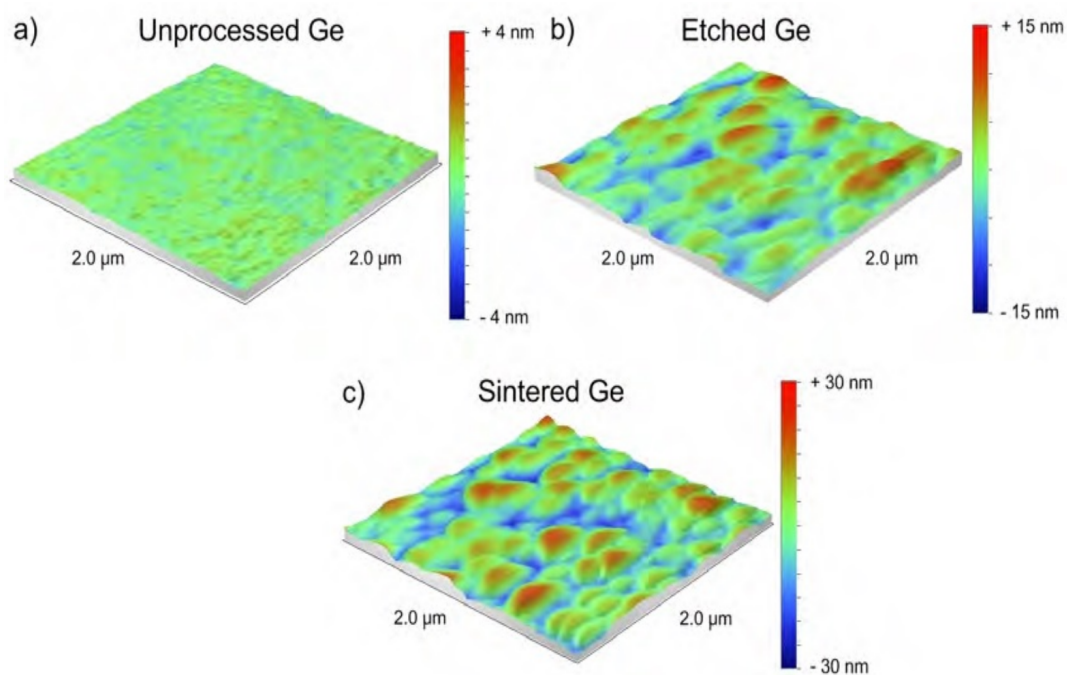 a)
Unprocessed Ge
+ 4 nm
- 4 nm
2.0 µm
2.0 µm
b)
Etched Ge
+ 15 nm
- 15 nm
2.0 µm
2.0 µm
c)
Sintered Ge
+ 30 nm
- 30 nm
2.0 µm
2.0 µm